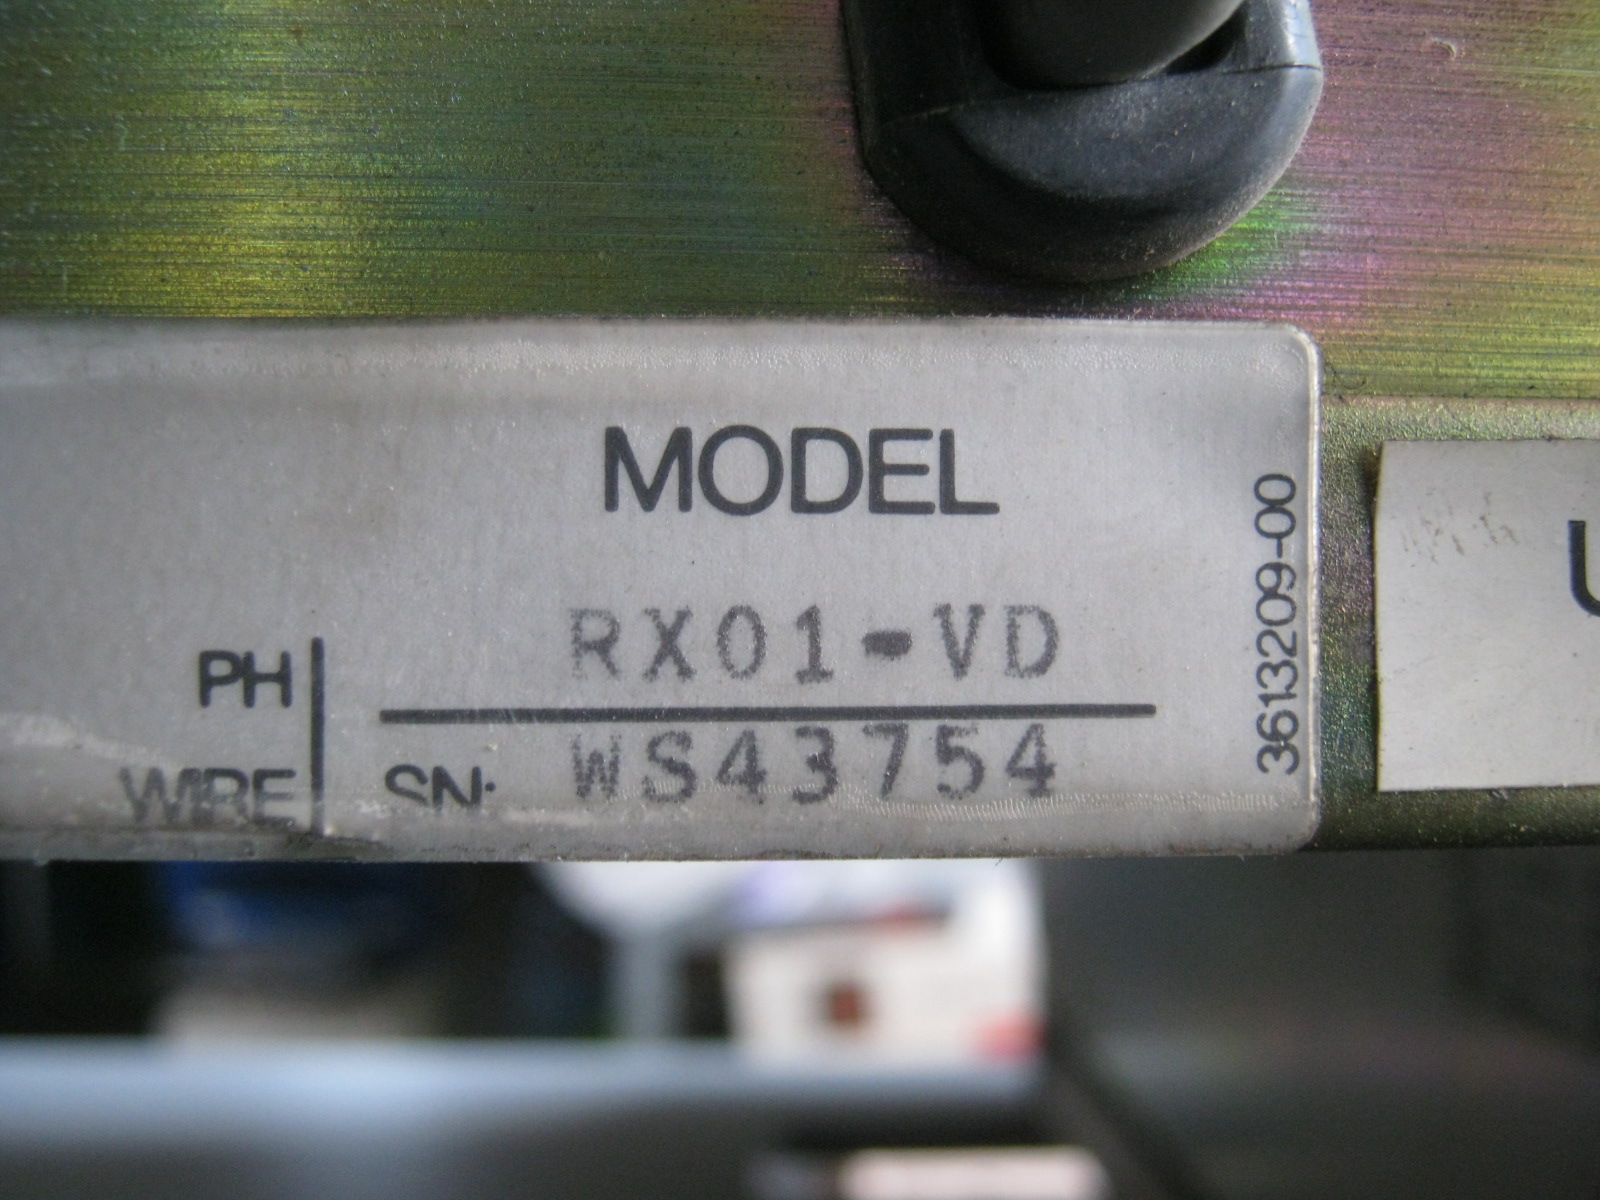 MODEL
RX01-VD
PH
WIRE
SN: WS43754
3613209-00